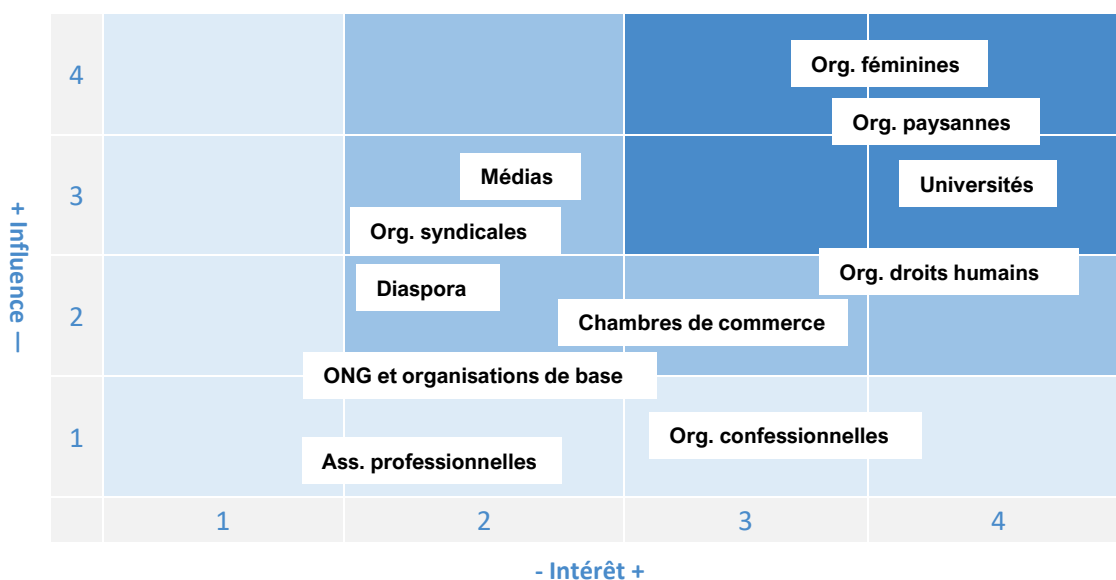 4
Org. féminines
Org. paysannes
3
Médias
Universités
Org. syndicales
+ Influence —
Org. droits humains
Diaspora
2
Chambres de commerce
ONG et organisations de base
1
Org. confessionnelles
Ass. professionnelles
1 2 3 4
- Intérêt +